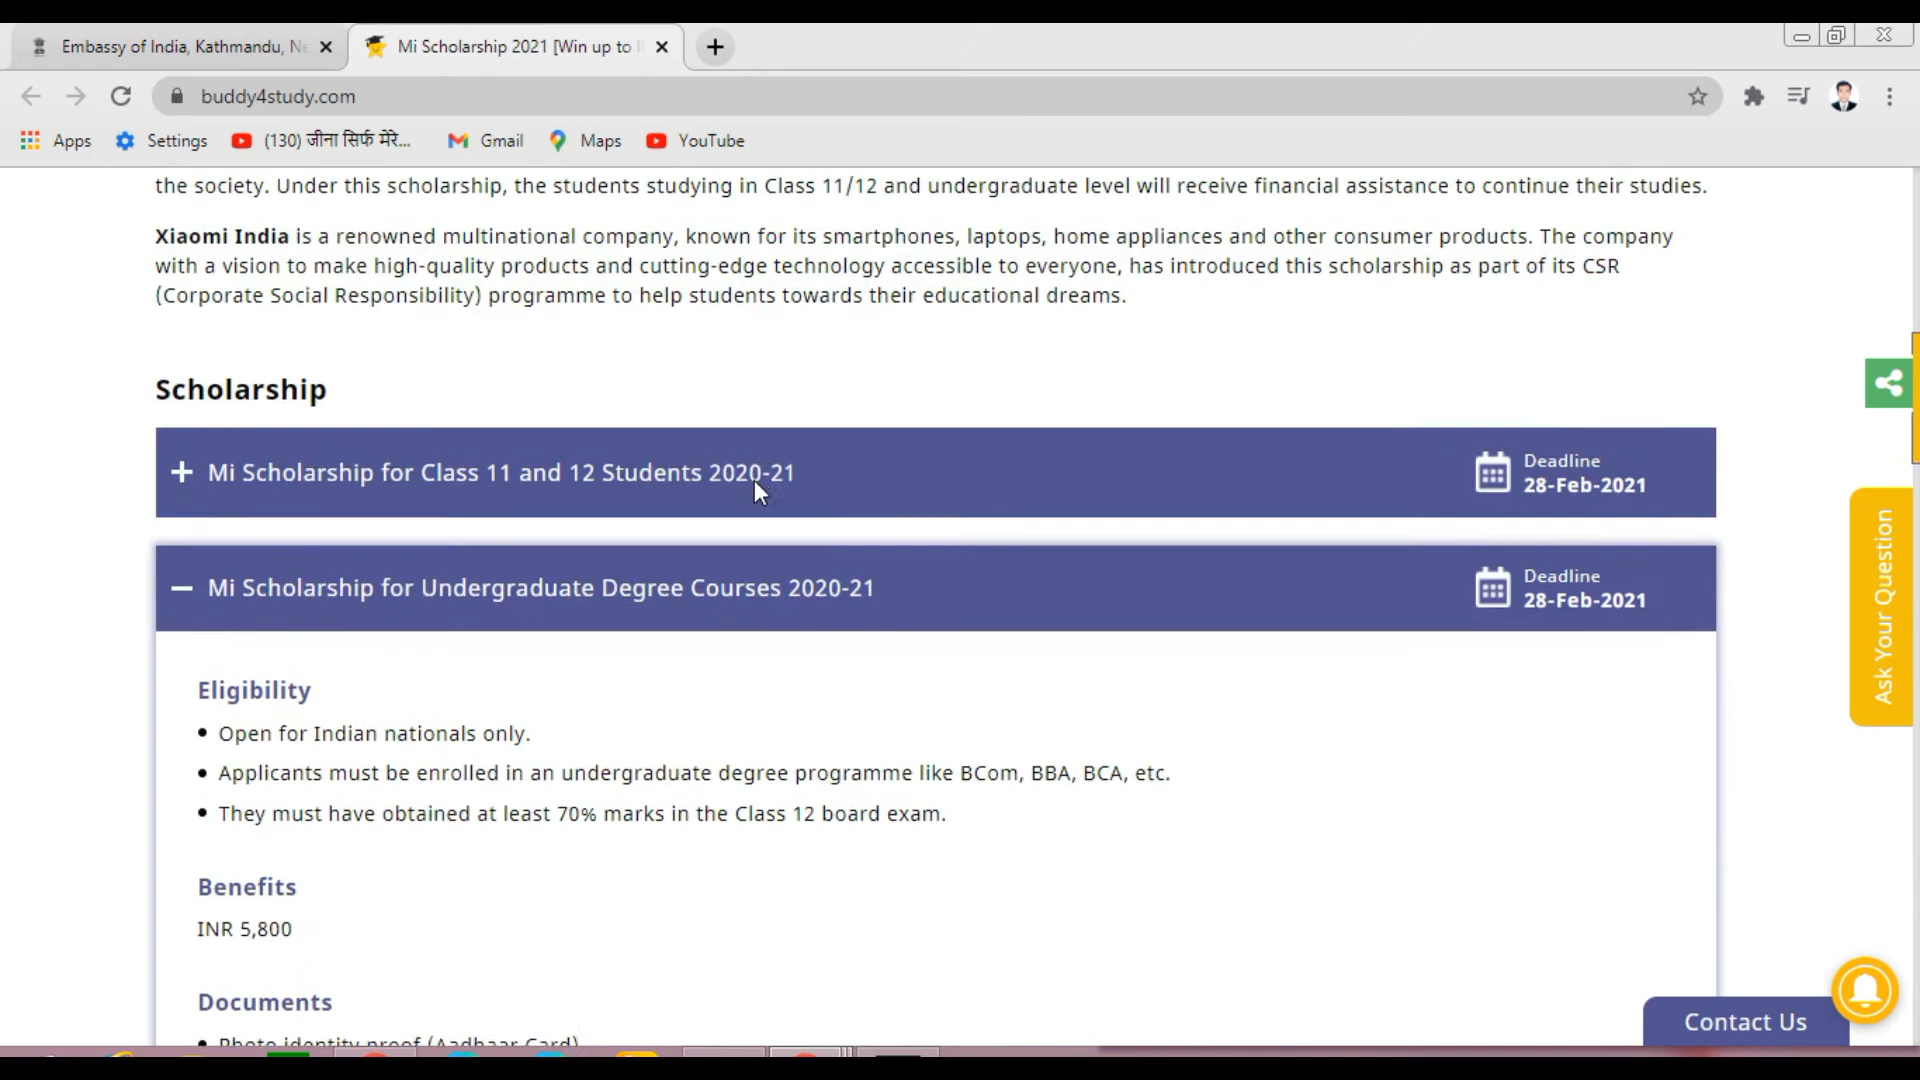 Embassy of India, Kathmandu, Ne
Mi Scholarship 2021 [Win up to I
buddy4study.com
Apps
Settings
(130) जीना सिर्फ मेरे...
Gmail
Maps
YouTube
the society. Under this scholarship, the students studying in Class 11/12 and undergraduate level will receive financial assistance to continue their studies.
Xiaomi India is a renowned multinational company, known for its smartphones, laptops, home appliances and other consumer products. The company
with a vision to make high-quality products and cutting-edge technology accessible to everyone, has introduced this scholarship as part of its CSR
(Corporate Social Responsibility) programme to help students towards their educational dreams.
Scholarship
Mi Scholarship for Class 11 and 12 Students 2020-21
Deadline
28-Feb-2021
Mi Scholarship for Undergraduate Degree Courses 2020-21
Deadline
28-Feb-2021
Ask Your Question
Eligibility
Open for Indian nationals only.
Applicants must be enrolled in an undergraduate degree programme like BCom, BBA, BCA, etc.
They must have obtained at least 70% marks in the Class 12 board exam.
Benefits
INR 5,800
Documents
Photo identity proof (Aadhaar Card)
Contact Us